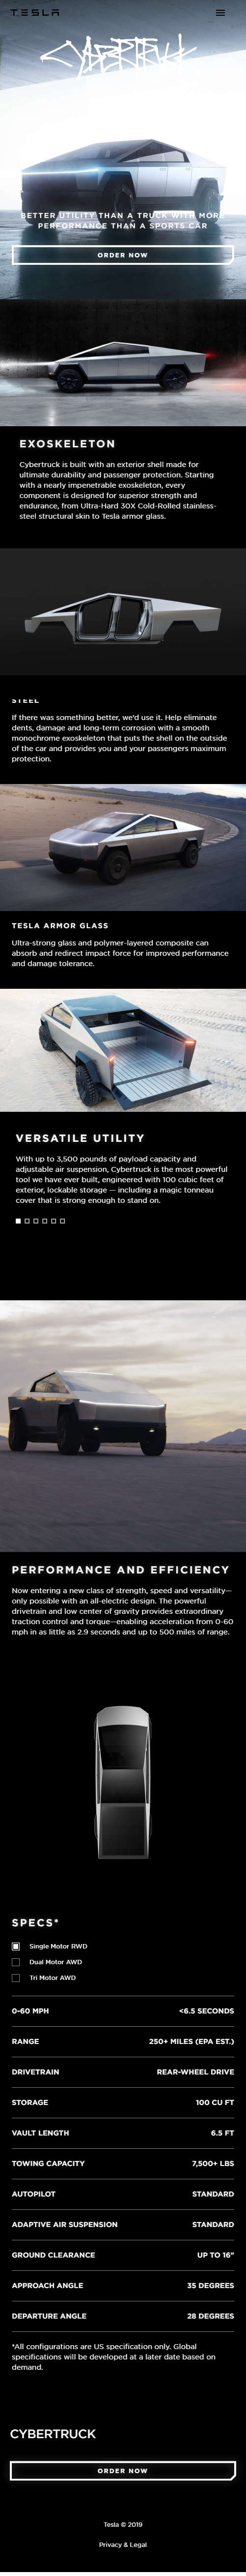 TESLA
CYBERTRUCK
BETTER UTILITY THAN A TRUCK WITH MORE
PERFORMANCE THAN A SPORTS CAR
ORDER NOW
EXOSKELETON
Cybertruck is built with an exterior shell made for
ultimate durability and passenger protection. Starting
with a nearly impenetrable exoskeleton, every
component is designed for superior strength and
endurance, from Ultra-Hard 30X Cold-Rolled stainless-
steel structural skin to Tesla armor glass.
STEEL
If there was something better, we'd use it. Help eliminate
dents, damage and long-term corrosion with a smooth
monochrome exoskeleton that puts the shell on the outside
of the car and provides you and your passengers maximum
protection.
TESLA ARMOR GLASS
Ultra-strong glass and polymer-layered composite can
absorb and redirect impact force for improved performance
and damage tolerance.
VERSATILE UTILITY
With up to 3,500 pounds of payload capacity and
adjustable air suspension, Cybertruck is the most powerful
tool we have ever built, engineered with 100 cubic feet of
exterior, lockable storage — including a magic tonneau
cover that is strong enough to stand on.
PERFORMANCE AND EFFICIENCY
Now entering a new class of strength, speed and versatility—
only possible with an all-electric design. The powerful
drivetrain and low center of gravity provides extraordinary
traction control and torque—enabling acceleration from 0-60
mph in as little as 2.9 seconds and up to 500 miles of range.
SPECS*
Single Motor RWD
Dual Motor AWD
Tri Motor AWD
0-60 MPH <6.5 SECONDS
RANGE 250+ MILES (EPA EST.)
DRIVETRAIN REAR-WHEEL DRIVE
STORAGE 100 CU FT
VAULT LENGTH 6.5 FT
TOWING CAPACITY 7,500+ LBS
AUTOPILOT STANDARD
ADAPTIVE AIR SUSPENSION STANDARD
GROUND CLEARANCE UP TO 16"
APPROACH ANGLE 35 DEGREES
DEPARTURE ANGLE 28 DEGREES
*All configurations are US specification only. Global
specifications will be developed at a later date based on
demand.
CYBERTRUCK
ORDER NOW
Tesla © 2019
Privacy & Legal